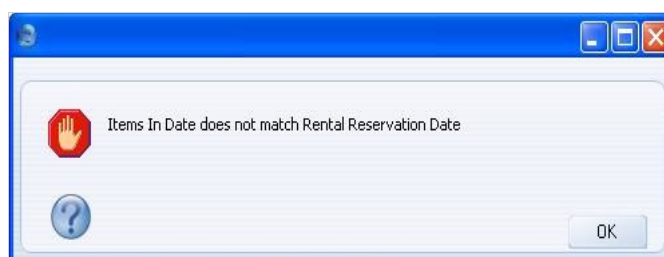 Items In Date does not match Rental Reservation Date
OK